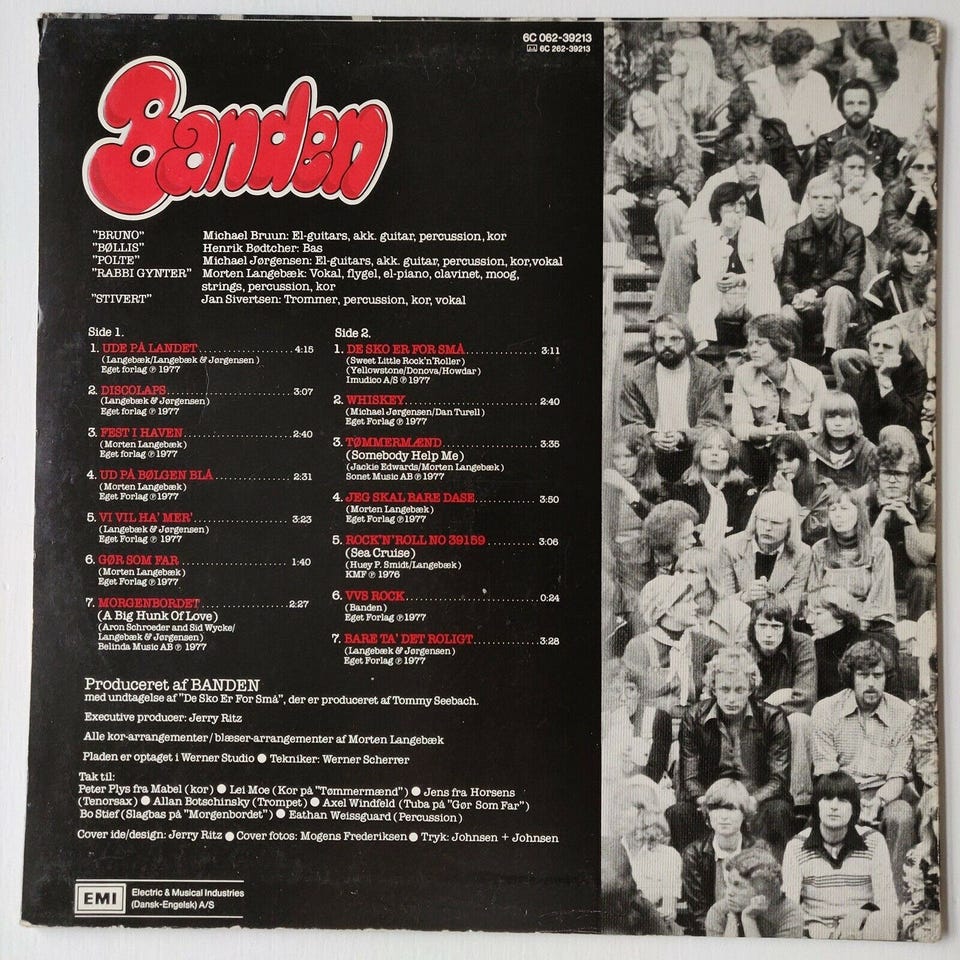 6C 062-39213
6C 262-39213
Banden
"BRUNO" Michael Bruun: El-guitars, akk. guitar, percussion, kor
"BØLLIS" Henrik Bødtcher: Bas
"POLTE" Michael Jørgensen: El-guitars, akk. guitar, percussion, kor, vokal
"RABBI GYNTER" Morten Langebæk: Vokal, flygel, el-piano, clavinet, moog,
strings, percussion, kor
"STIVERT" Jan Sivertsen: Trommer, percussion, kor, vokal
Side 1.
1. UDE PÅ LANDET 4:15
(Langebæk/Langebæk & Jørgensen)
Eget forlag ℗ 1977
2. DISCOLAPS 3:07
(Langebæk & Jørgensen)
Eget forlag ℗ 1977
3. FEST I HAVEN 2:40
(Morten Langebæk)
Eget Forlag ℗ 1977
4. UD PÅ BØLGEN BLÅ 2:31
(Morten Langebæk)
Eget Forlag ℗ 1977
5. VI VIL HA' MER' 3:23
(Langebæk & Jørgensen)
Eget Forlag ℗ 1977
6. GØR SOM FAR 1:40
(Morten Langebæk)
Eget Forlag ℗ 1977
7. MORGENBORDET 2:27
(A Big Hunk Of Love)
(Aron Schroeder and Sid Wycke/
Langebæk & Jørgensen)
Belinda Music AB ℗ 1977
Side 2.
1. DE SKO ER FOR SMÅ 3:11
(Sweet Little Rock'n'Roller)
(Yellowstone/Donova/Howdar)
Imudico A/S ℗ 1977
2. WHISKEY 2:40
(Michael Jørgensen/Dan Turell)
Eget Forlag ℗ 1977
3. TØMMERMÆND 3:35
(Somebody Help Me)
(Jackie Edwards/Morten Langebæk)
Sonet Music AB ℗ 1977
4. JEG SKAL BARE DASE 3:50
(Morten Langebæk)
Eget Forlag ℗ 1977
5. ROCK'N'ROLL NO 39159 3:06
(Sea Cruise)
(Huey P. Smidt/Langebæk)
KMF ℗ 1976
6. VVS ROCK 0:24
(Banden)
Eget Forlag ℗ 1977
7. BARE TA' DET ROLIGT 3:28
(Langebæk & Jørgensen)
Eget Forlag ℗ 1977
Produceret af BANDEN
med undtagelse af "De Sko Er For Små", der er produceret af Tommy Seebach.
Executive producer: Jerry Ritz
Alle kor-arrangementer/blæser-arrangementer af Morten Langebæk
Pladen er optaget i Werner Studio ● Tekniker: Werner Scherrer
Tak til:
Peter Plys fra Mabel (kor) ● Lei Moe (Kor på "Tømmermænd") ● Jens fra Horsens
(Tenorsax) ● Allan Botschinsky (Trompet) ● Axel Windfeld (Tuba på "Gør Som Far")
Bo Stief (Slagbas på "Morgenbordet") ● Eathan Weissguard (Percussion)
Cover ide/design: Jerry Ritz ● Cover fotos: Mogens Frederiksen ● Tryk: Johnsen + Johnsen
EMI Electric & Musical Industries
(Dansk-Engelsk) A/S